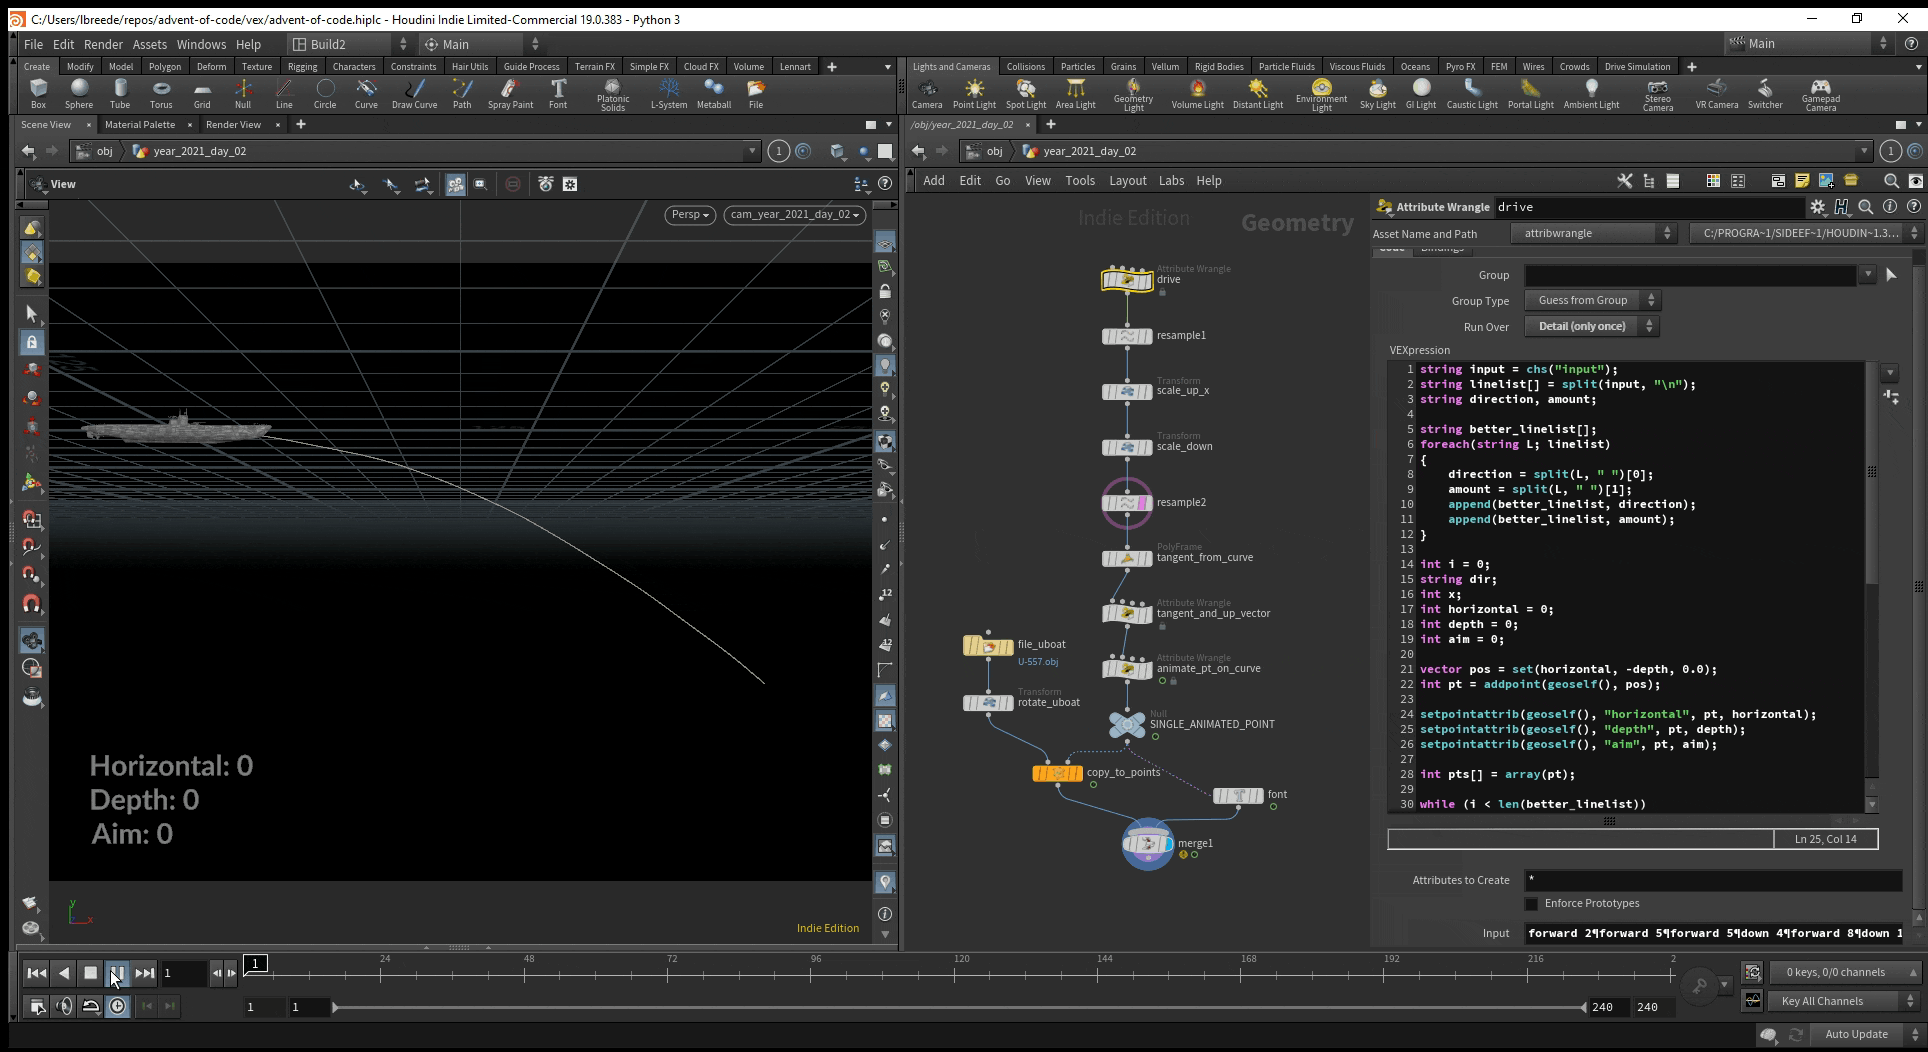 C:/Users/lbreede/repos/advent-of-code/vex/advent-of-code.hiplc - Houdini Indie Limited-Commercial 19.0.383 - Python 3
File Edit Render Assets Windows Help Build2 Main Main
Create Modify Model Polygon Deform Texture Rigging Characters Constraints Hair Utils Guide Process Terrain FX Simple FX Cloud FX Volume Lennart
Box Sphere Tube Torus Grid Null Line Circle Curve Draw Curve Path Spray Paint Font Platonic Solids L-System Metaball File
Lights and Cameras Collisions Particles Grains Vellum Rigid Bodies Particle Fluids Viscous Fluids Oceans Pyro FX FEM Wires Crowds Drive Simulation
Camera Point Light Spot Light Area Light Geometry Light Volume Light Distant Light Environment Light Sky Light GI Light Caustic Light Portal Light Ambient Light Stereo Camera VR Camera Switcher Gamepad Camera
Scene View Material Palette Render View
obj year_2021_day_02 1
View
Persp cam_year_2021_day_02
Horizontal: 0
Depth: 0
Aim: 0
y
x
Indie Edition
12
12
/obj/year_2021_day_02
obj year_2021_day_02 1
Add Edit Go View Tools Layout Labs Help
Indie Edition Geometry
Attribute Wrangle
drive
resample1
Transform
scale_up_x
Transform
scale_down
resample2
PolyFrame
tangent_from_curve
Attribute Wrangle
tangent_and_up_vector
file_uboat
U-557.obj
Attribute Wrangle
animate_pt_on_curve
Transform
rotate_uboat
Null
SINGLE_ANIMATED_POINT
copy_to_points
font
merge1
Attribute Wrangle drive
Asset Name and Path attribwrangle C:/PROGRA~1/SIDEEF~1/HOUDIN~1.3...
Code Bindings
Group
Group Type Guess from Group
Run Over Detail (only once)
VEXpression
1 string input = chs("input");
2 string linelist[] = split(input, "\n");
3 string direction, amount;
4
5 string better_linelist[];
6 foreach(string L; linelist)
7 {
8 direction = split(L, " ")[0];
9 amount = split(L, " ")[1];
10 append(better_linelist, direction);
11 append(better_linelist, amount);
12 }
13
14 int i = 0;
15 string dir;
16 int x;
17 int horizontal = 0;
18 int depth = 0;
19 int aim = 0;
20
21 vector pos = set(horizontal, -depth, 0.0);
22 int pt = addpoint(geoself(), pos);
23
24 setpointattrib(geoself(), "horizontal", pt, horizontal);
25 setpointattrib(geoself(), "depth", pt, depth);
26 setpointattrib(geoself(), "aim", pt, aim);
27
28 int pts[] = array(pt);
29
30 while (i < len(better_linelist))
Ln 25, Col 14
Attributes to Create *
Enforce Prototypes
Input forward 2¶forward 5¶forward 5¶down 4¶forward 8¶down 1
1 1 24 48 72 96 120 144 168 192 216 2
0 keys, 0/0 channels
1 1 240 240
Key All Channels
Auto Update